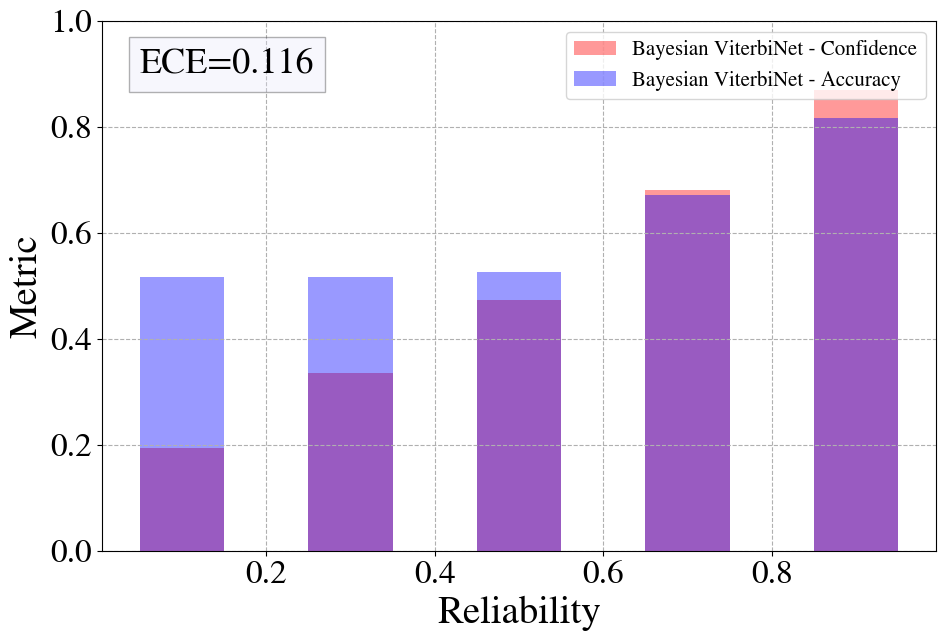 ECE=0.116
Bayesian ViterbiNet - Confidence
Bayesian ViterbiNet - Accuracy
Metric
1.0
0.8
0.6
0.4
0.2
0.0
0.2 0.4 0.6 0.8
Reliability